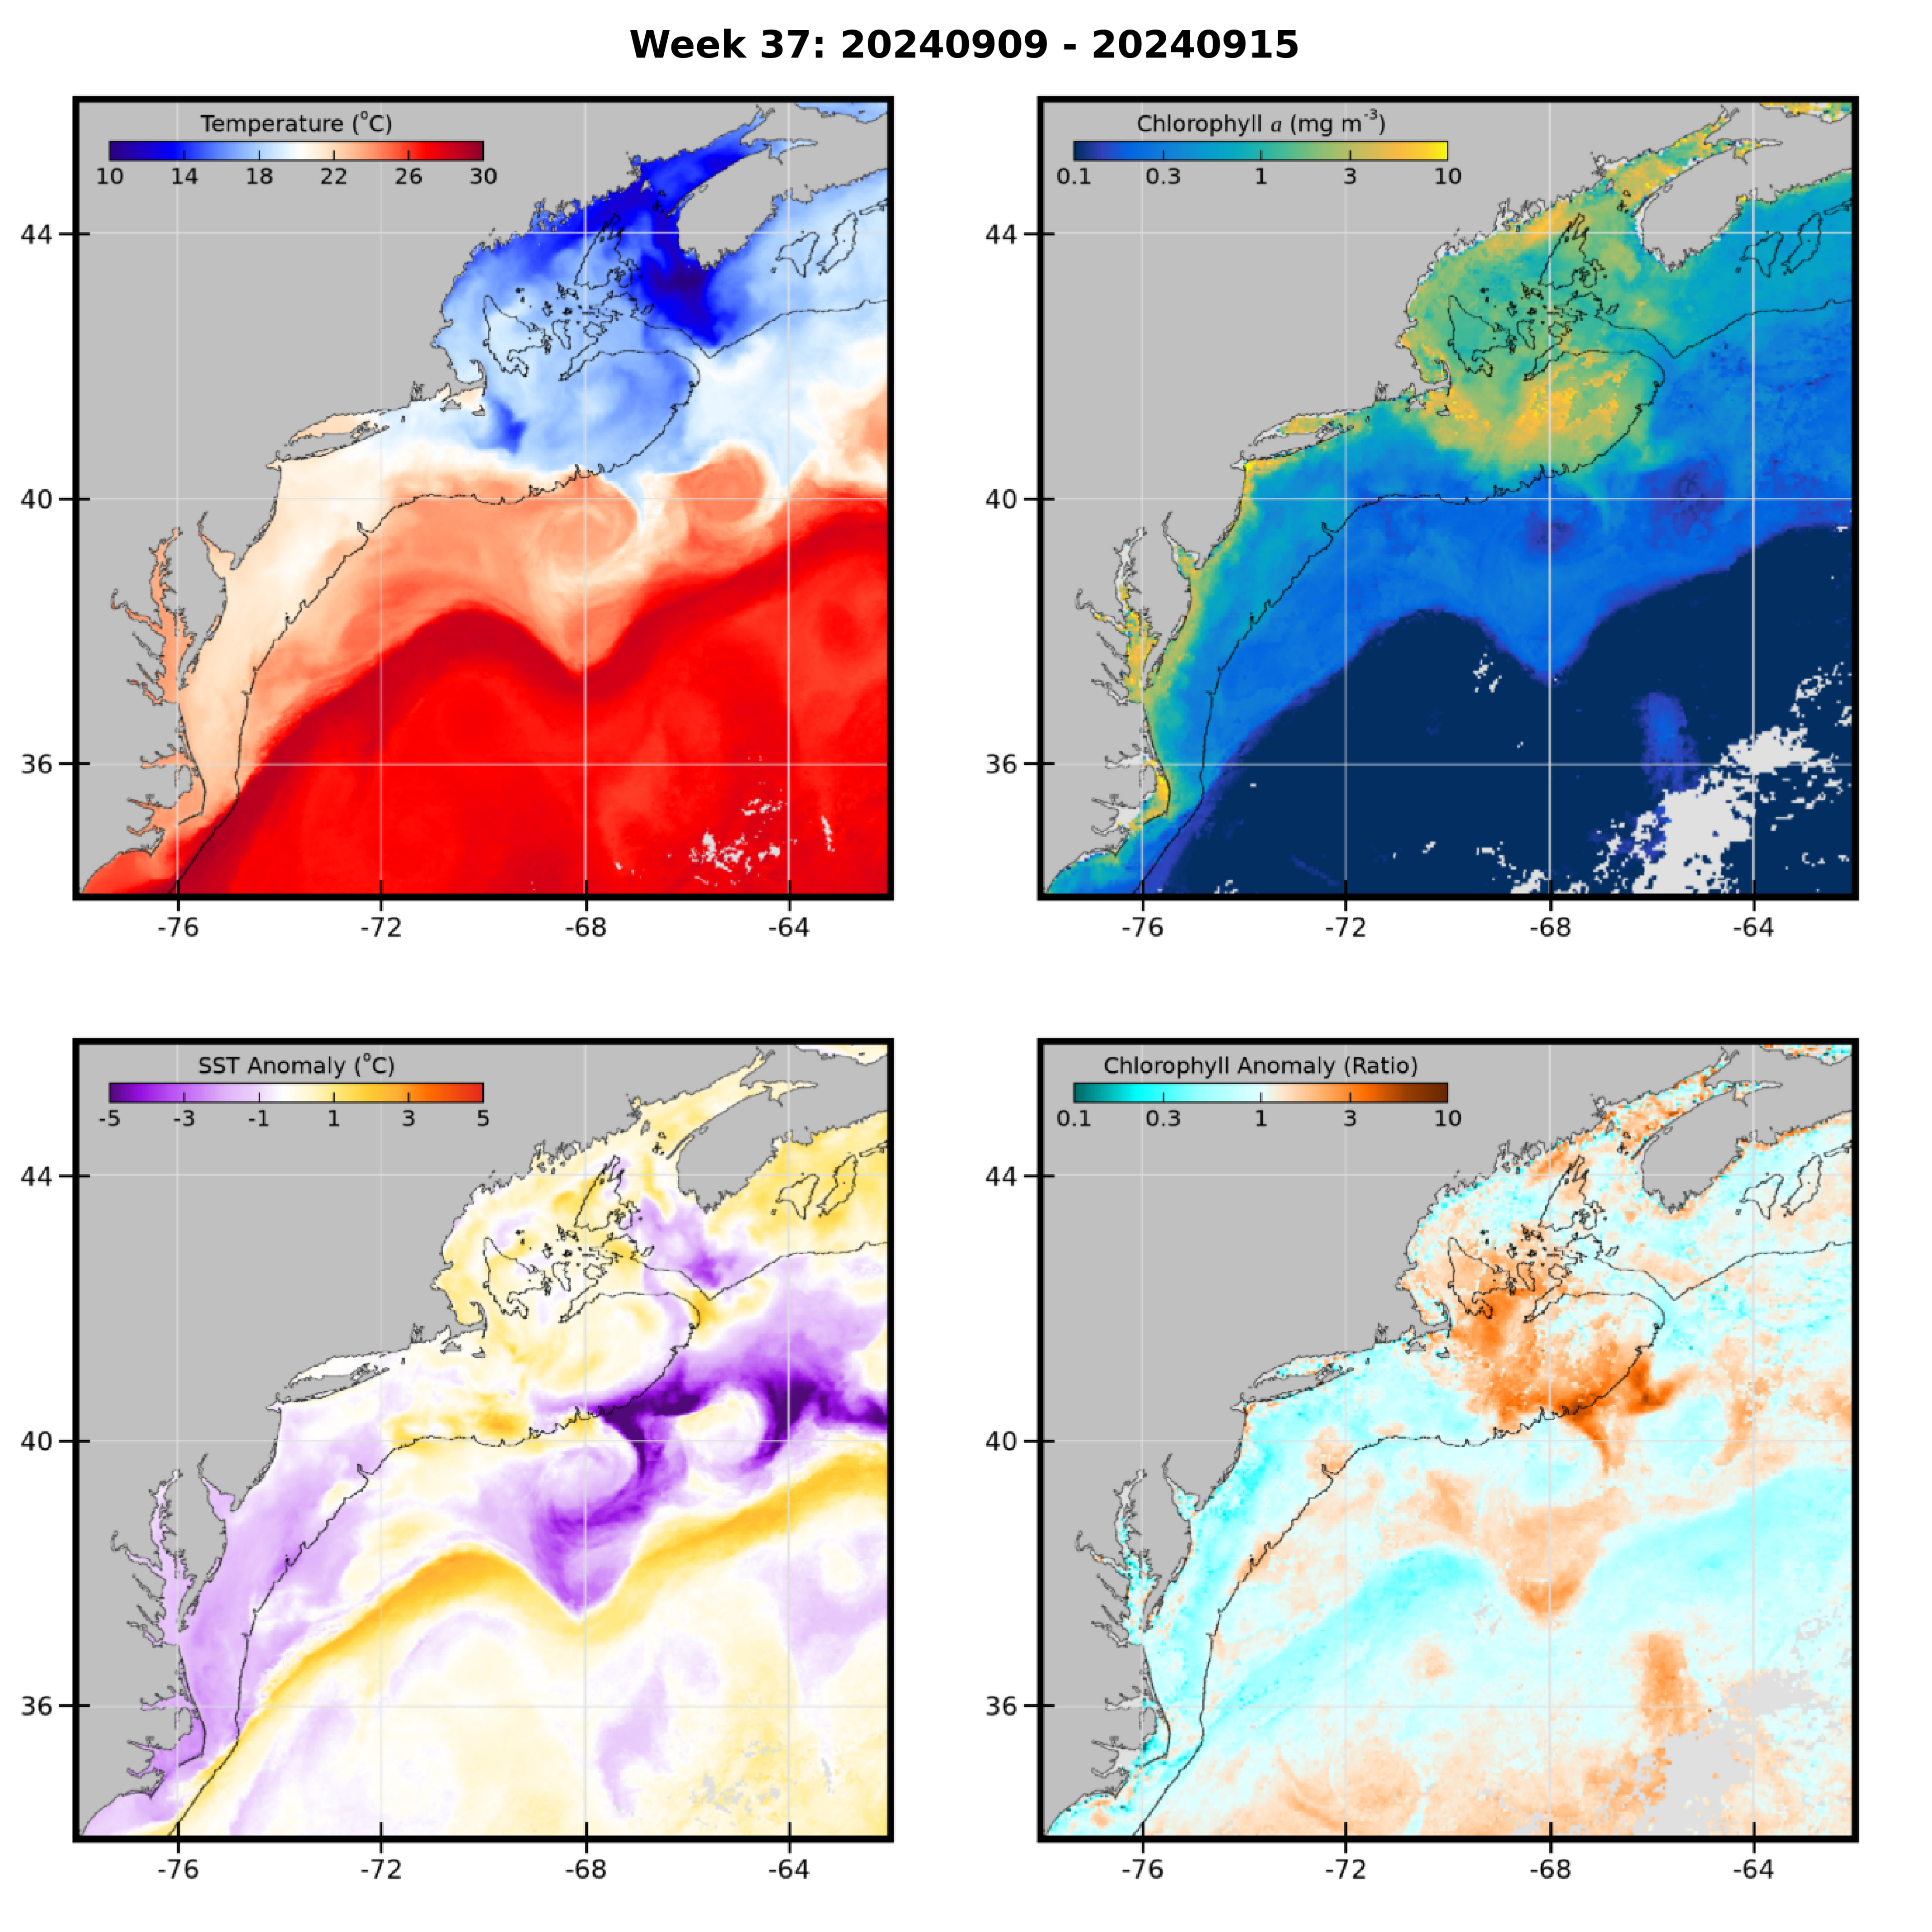 Week 37: 20240909 - 20240915
Temperature (°C)
10 14 18 22 26 30
44
40
36
-76 -72 -68 -64
Chlorophyll a (mg m⁻³)
0.1 0.3 1 3 10
44
40
36
-76 -72 -68 -64
SST Anomaly (°C)
-5 -3 -1 1 3 5
44
40
36
-76 -72 -68 -64
Chlorophyll Anomaly (Ratio)
0.1 0.3 1 3 10
44
40
36
-76 -72 -68 -64